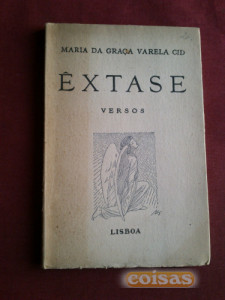 MARIA DA GRAÇA VARELA CID
ÊXTASE
VERSOS
LISBOA
coisas